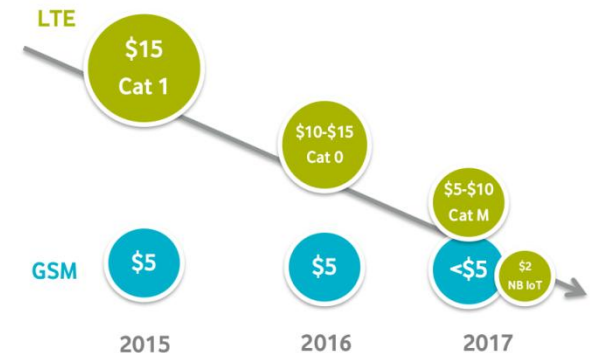 LTE
$15
Cat 1
$10-$15
Cat 0
$5-$10
Cat M
GSM
$5
$5
<$5
$2
NB IoT
2015
2016
2017